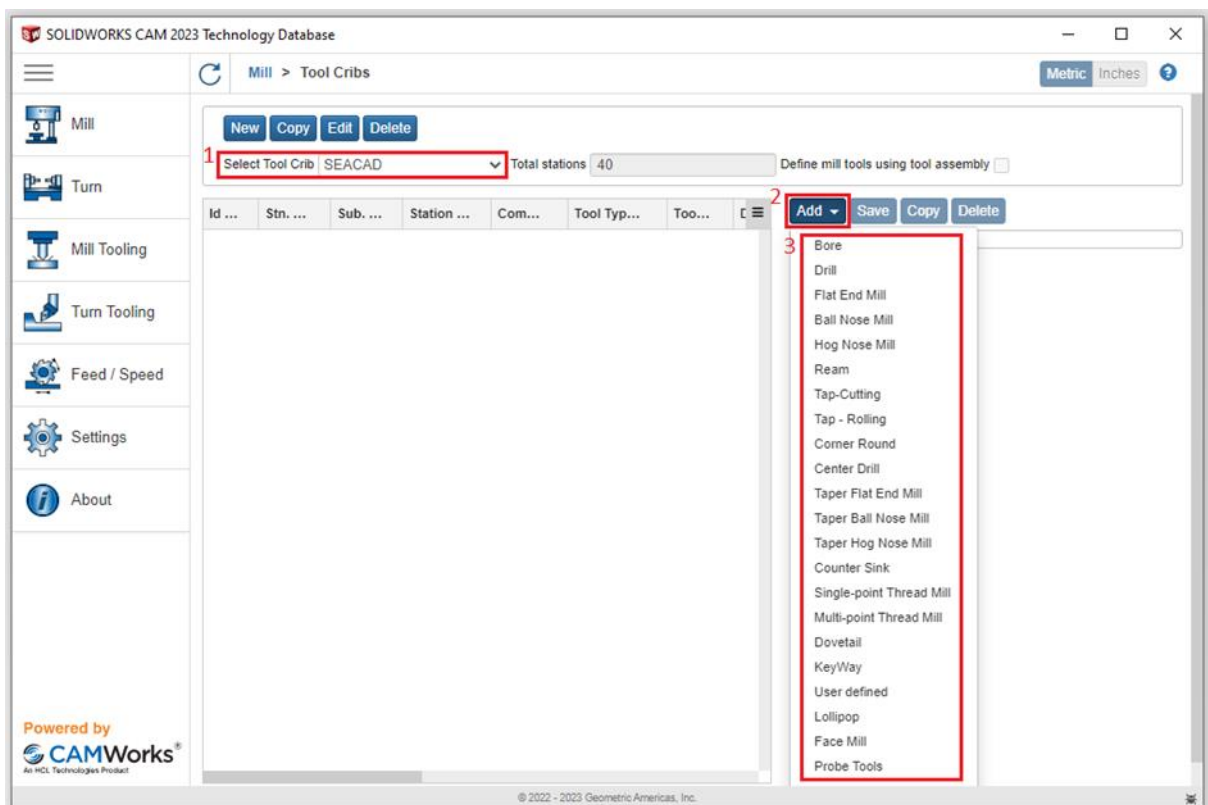 SOLIDWORKS CAM 2023 Technology Database
Mill > Tool Cribs
Metric Inches
Mill
Turn
Mill Tooling
Turn Tooling
Feed / Speed
Settings
About
New Copy Edit Delete
1 Select Tool Crib SEACAD Total stations 40 Define mill tools using tool assembly
Id ... Stn. ... Sub. ... Station ... Com... Tool Typ... Too...
2 Add Save Copy Delete
3 Bore
Drill
Flat End Mill
Ball Nose Mill
Hog Nose Mill
Ream
Tap-Cutting
Tap - Rolling
Corner Round
Center Drill
Taper Flat End Mill
Taper Ball Nose Mill
Taper Hog Nose Mill
Counter Sink
Single-point Thread Mill
Multi-point Thread Mill
Dovetail
KeyWay
User defined
Lollipop
Face Mill
Probe Tools
Powered by
CAMWorks®
An HCL Technologies Product
© 2022 - 2023 Geometric Americas, Inc.